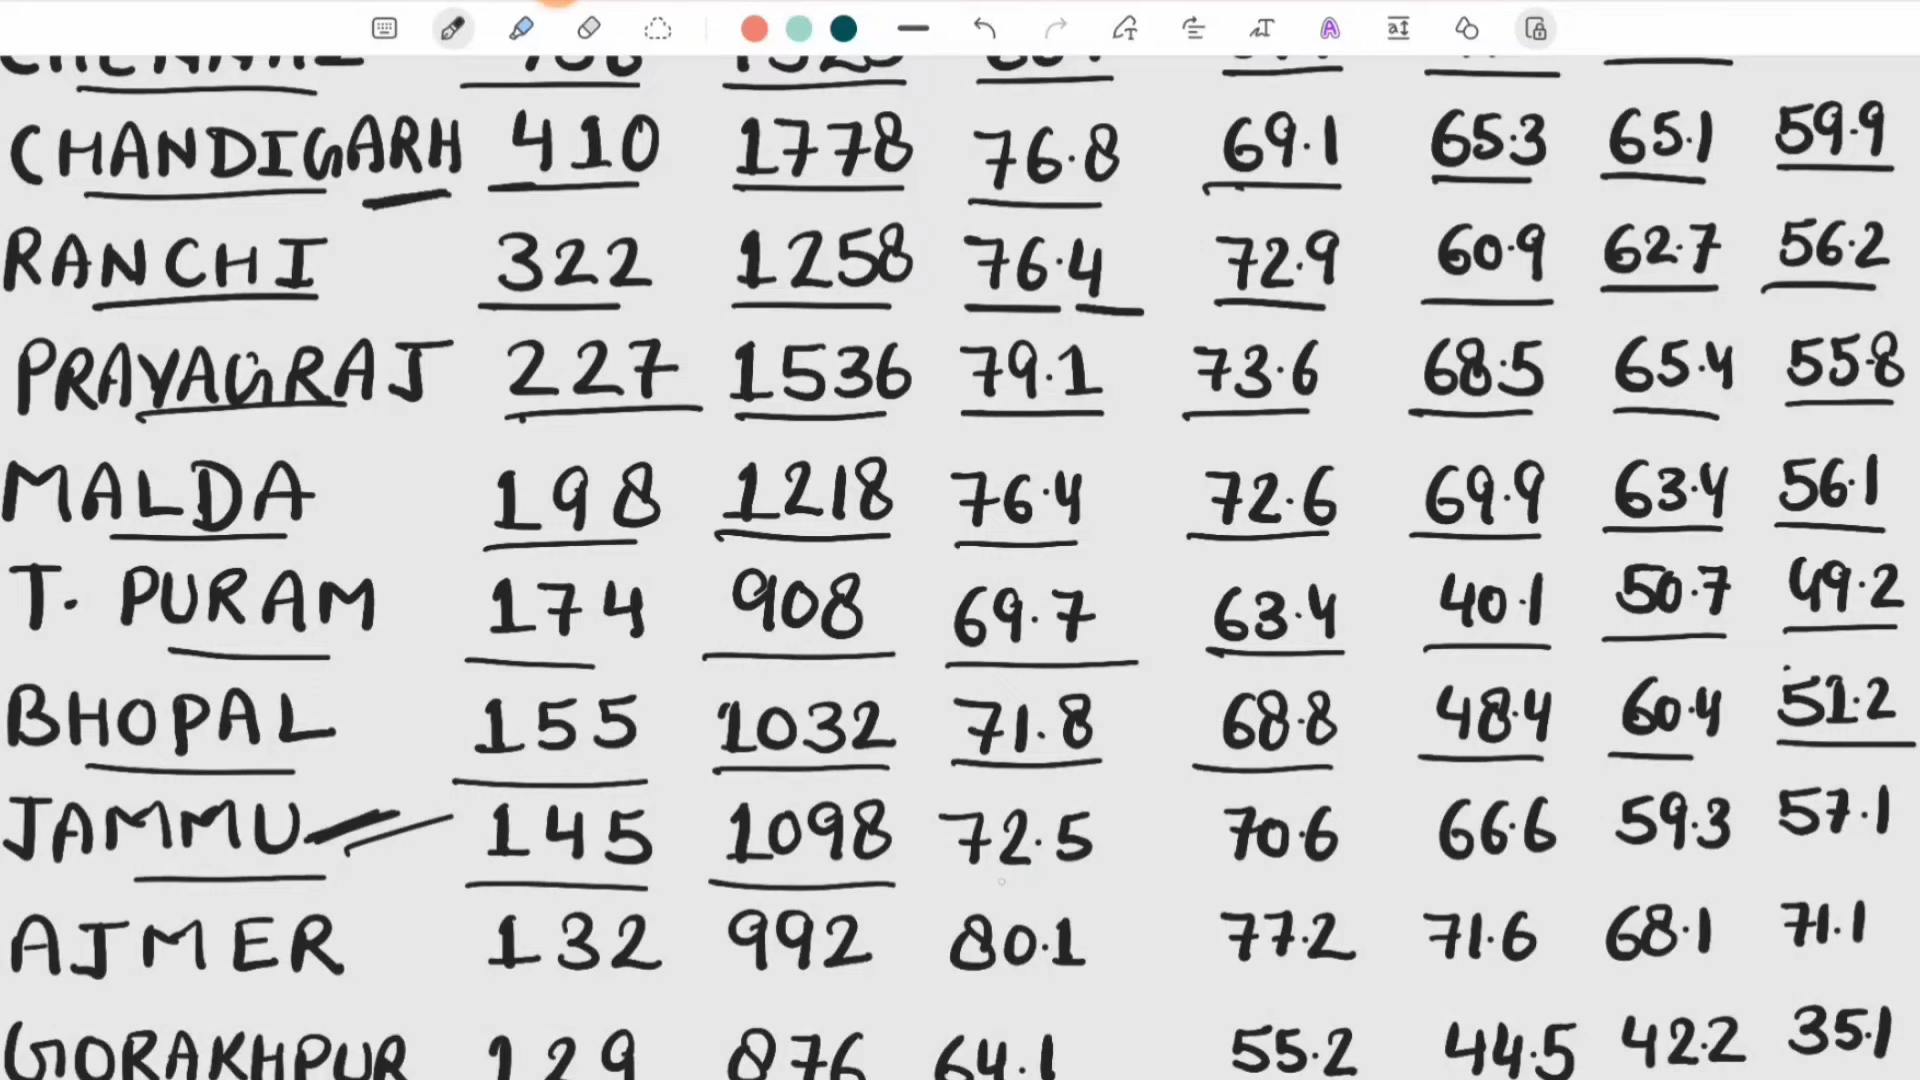 CHANDIGARH 410 1778 76.8 69.1 65.3 65.1 59.9
RANCHI 322 1258 76.4 72.9 60.9 62.7 56.2
PRAYAGRAJ 227 1536 79.1 73.6 68.5 65.4 55.8
MALDA 198 1218 76.4 72.6 69.9 63.4 56.1
T. PURAM 174 908 69.7 63.4 40.1 50.7 49.2
BHOPAL 155 1032 71.8 68.8 48.4 60.4 51.2
JAMMU 145 1098 72.5 70.6 66.6 59.3 57.1
AJMER 132 992 80.1 77.2 71.6 68.1 71.1
GORAKHPUR 129 876 64.1 55.2 44.5 42.2 35.1